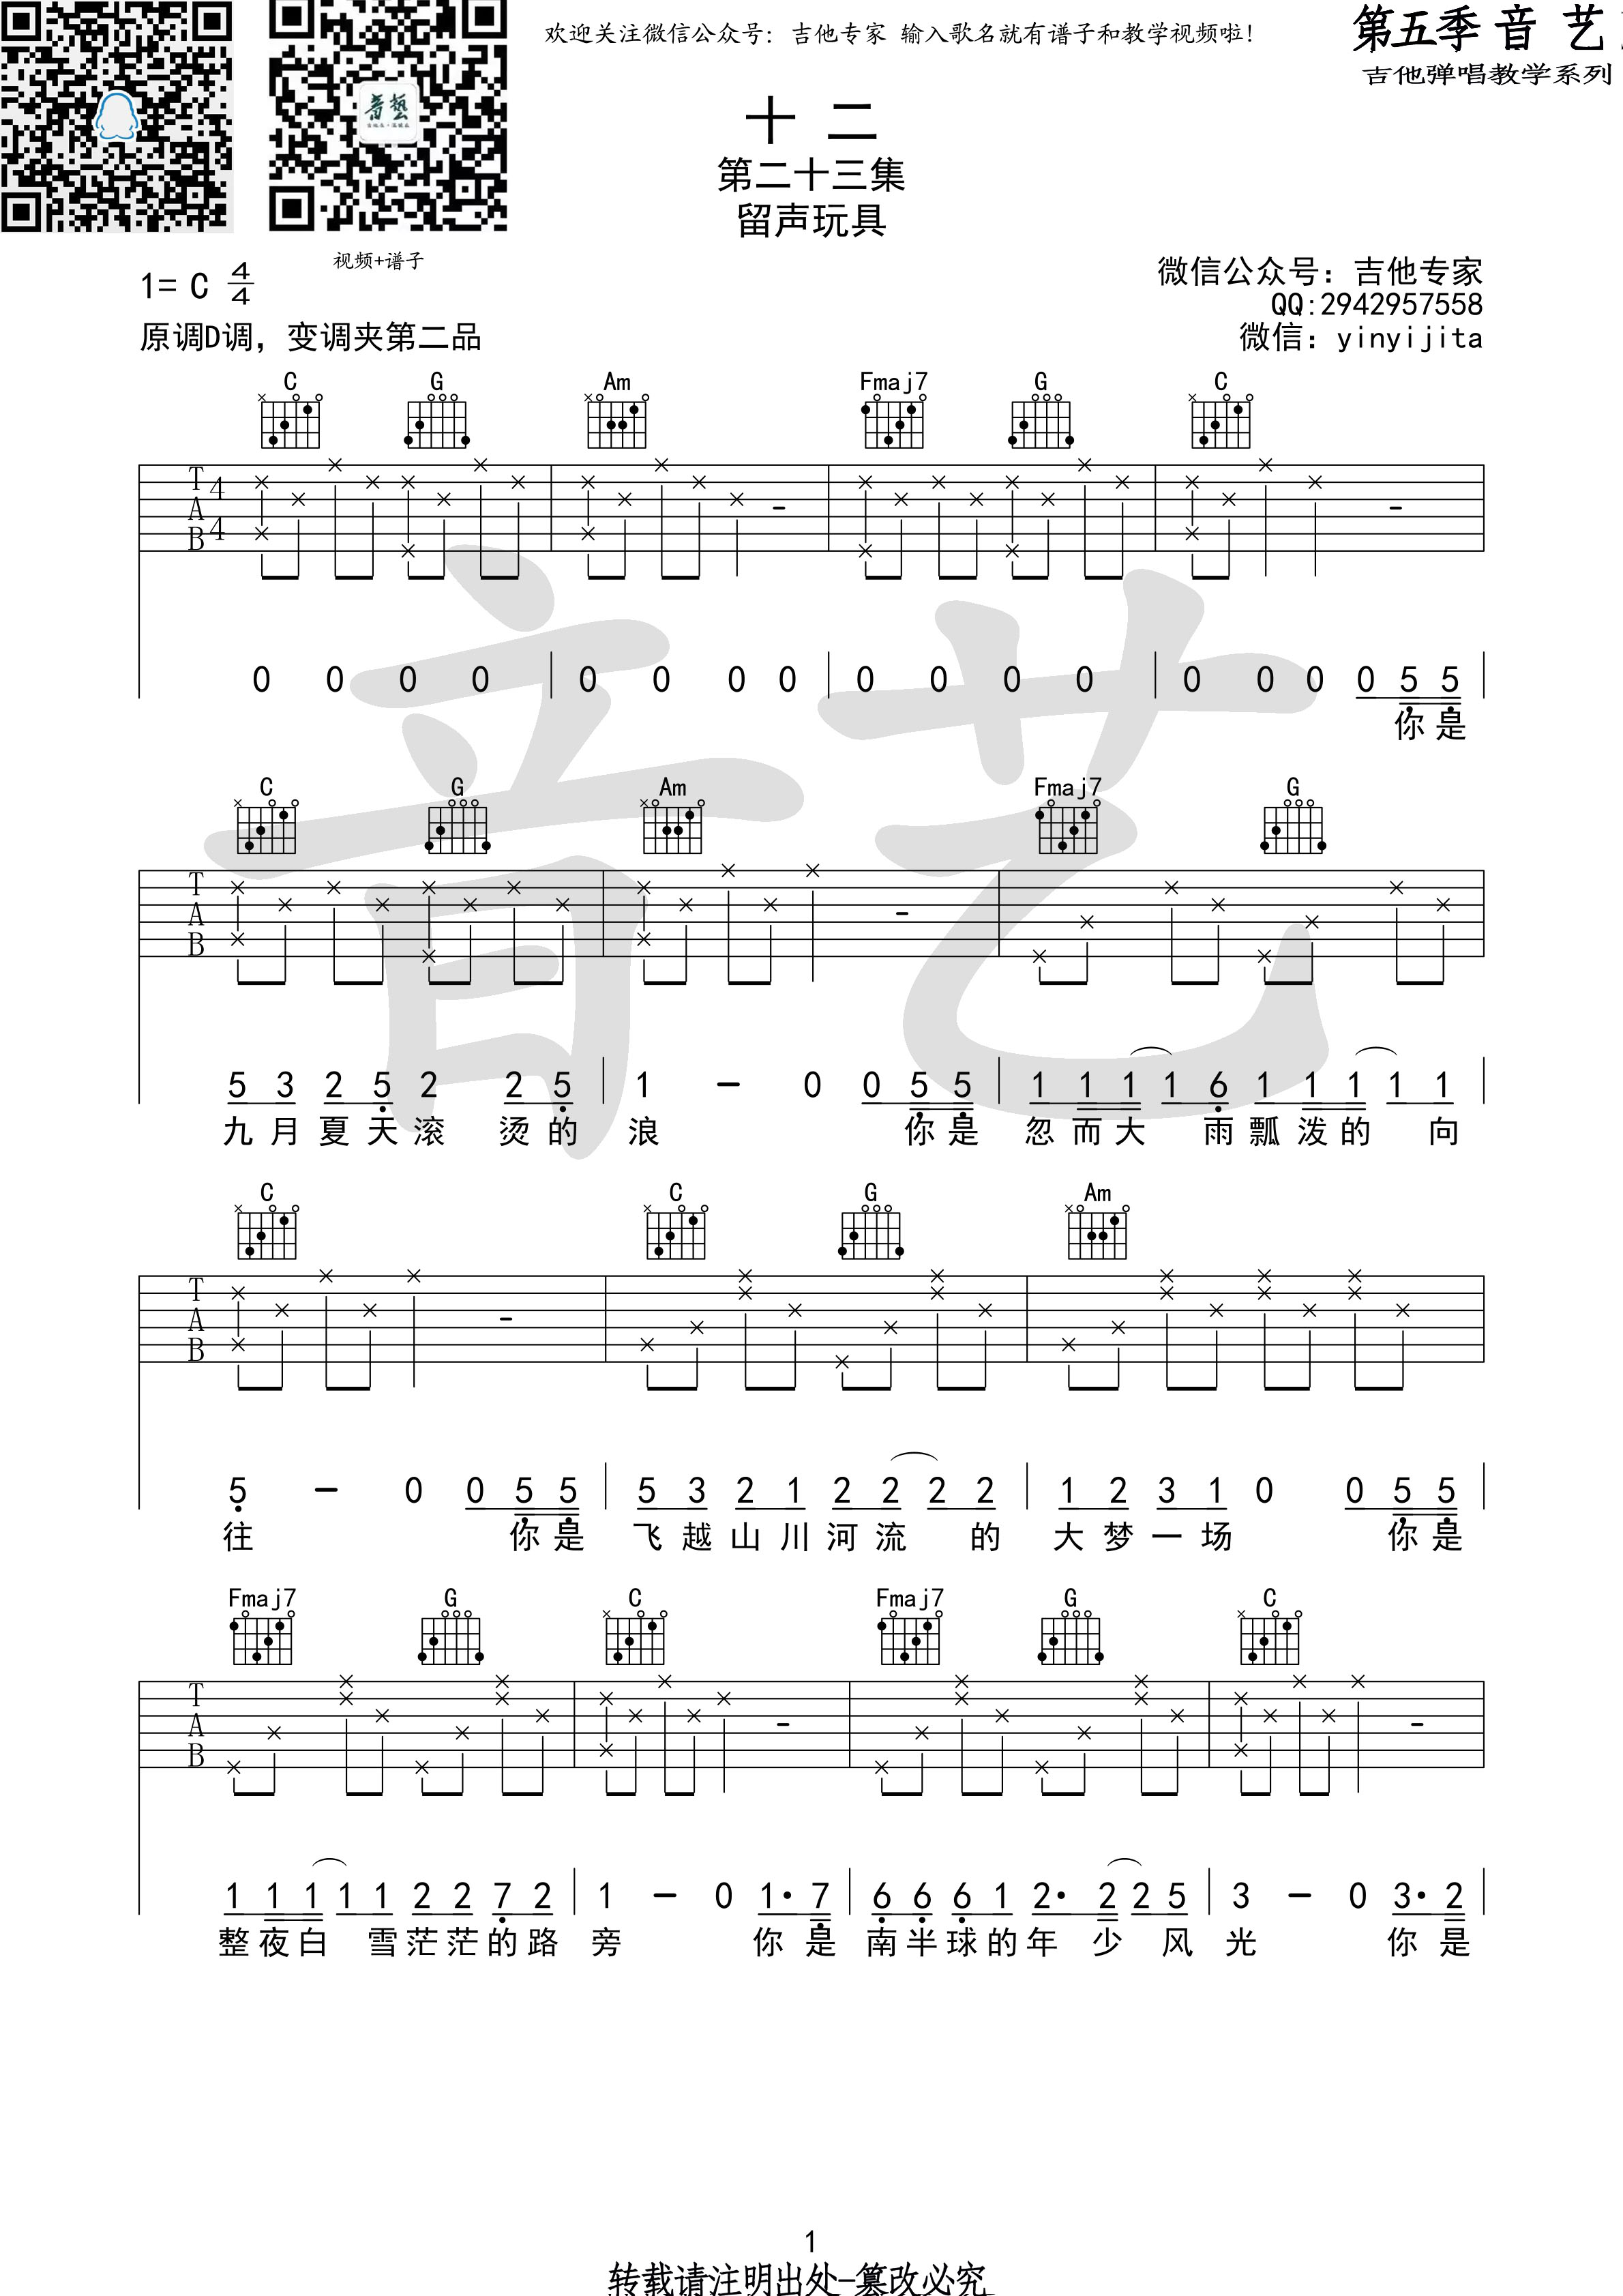 欢迎关注微信公众号：吉他专家 输入歌名就有谱子和教学视频啦！
第五季音 艺
吉他弹唱教学系列
十 二
第二十三集
留声玩具
视频+谱子
1= C 4/4
原调D调，变调夹第二品
微信公众号：吉他专家
QQ:2942957558
微信：yinyijita
C G Am Fmaj7 G C
T A B 4 4
0 0 0 0 0 0 0 0 0 0 0 0 0 0 0 0 5 5
你 是
C G Am Fmaj7 G
T A B
5 3 2 5 2 2 5 1 - 0 0 5 5 1 1 1 1 6 1 1 1 1 1
九 月 夏 天 滚 烫 的 浪 你 是 忽 而 大 雨 瓢 泼 的 向
C C G Am
T A B
5 - 0 0 5 5 5 3 2 1 2 2 2 2 1 2 3 1 0 0 5 5
往 你 是 飞 越 山 川 河 流 的 大 梦 一 场 你 是
Fmaj7 G C Fmaj7 G C
T A B
1 1 1 1 1 2 2 7 2 1 - 0 1· 7 6 6 6 1 2· 2 2 5 3 - 0 3· 2
整 夜 白 雪 茫 茫 的 路 旁 你 是 南 半 球 的 年 少 风 光 你 是
音艺
1
转载请注明出处-篡改必究